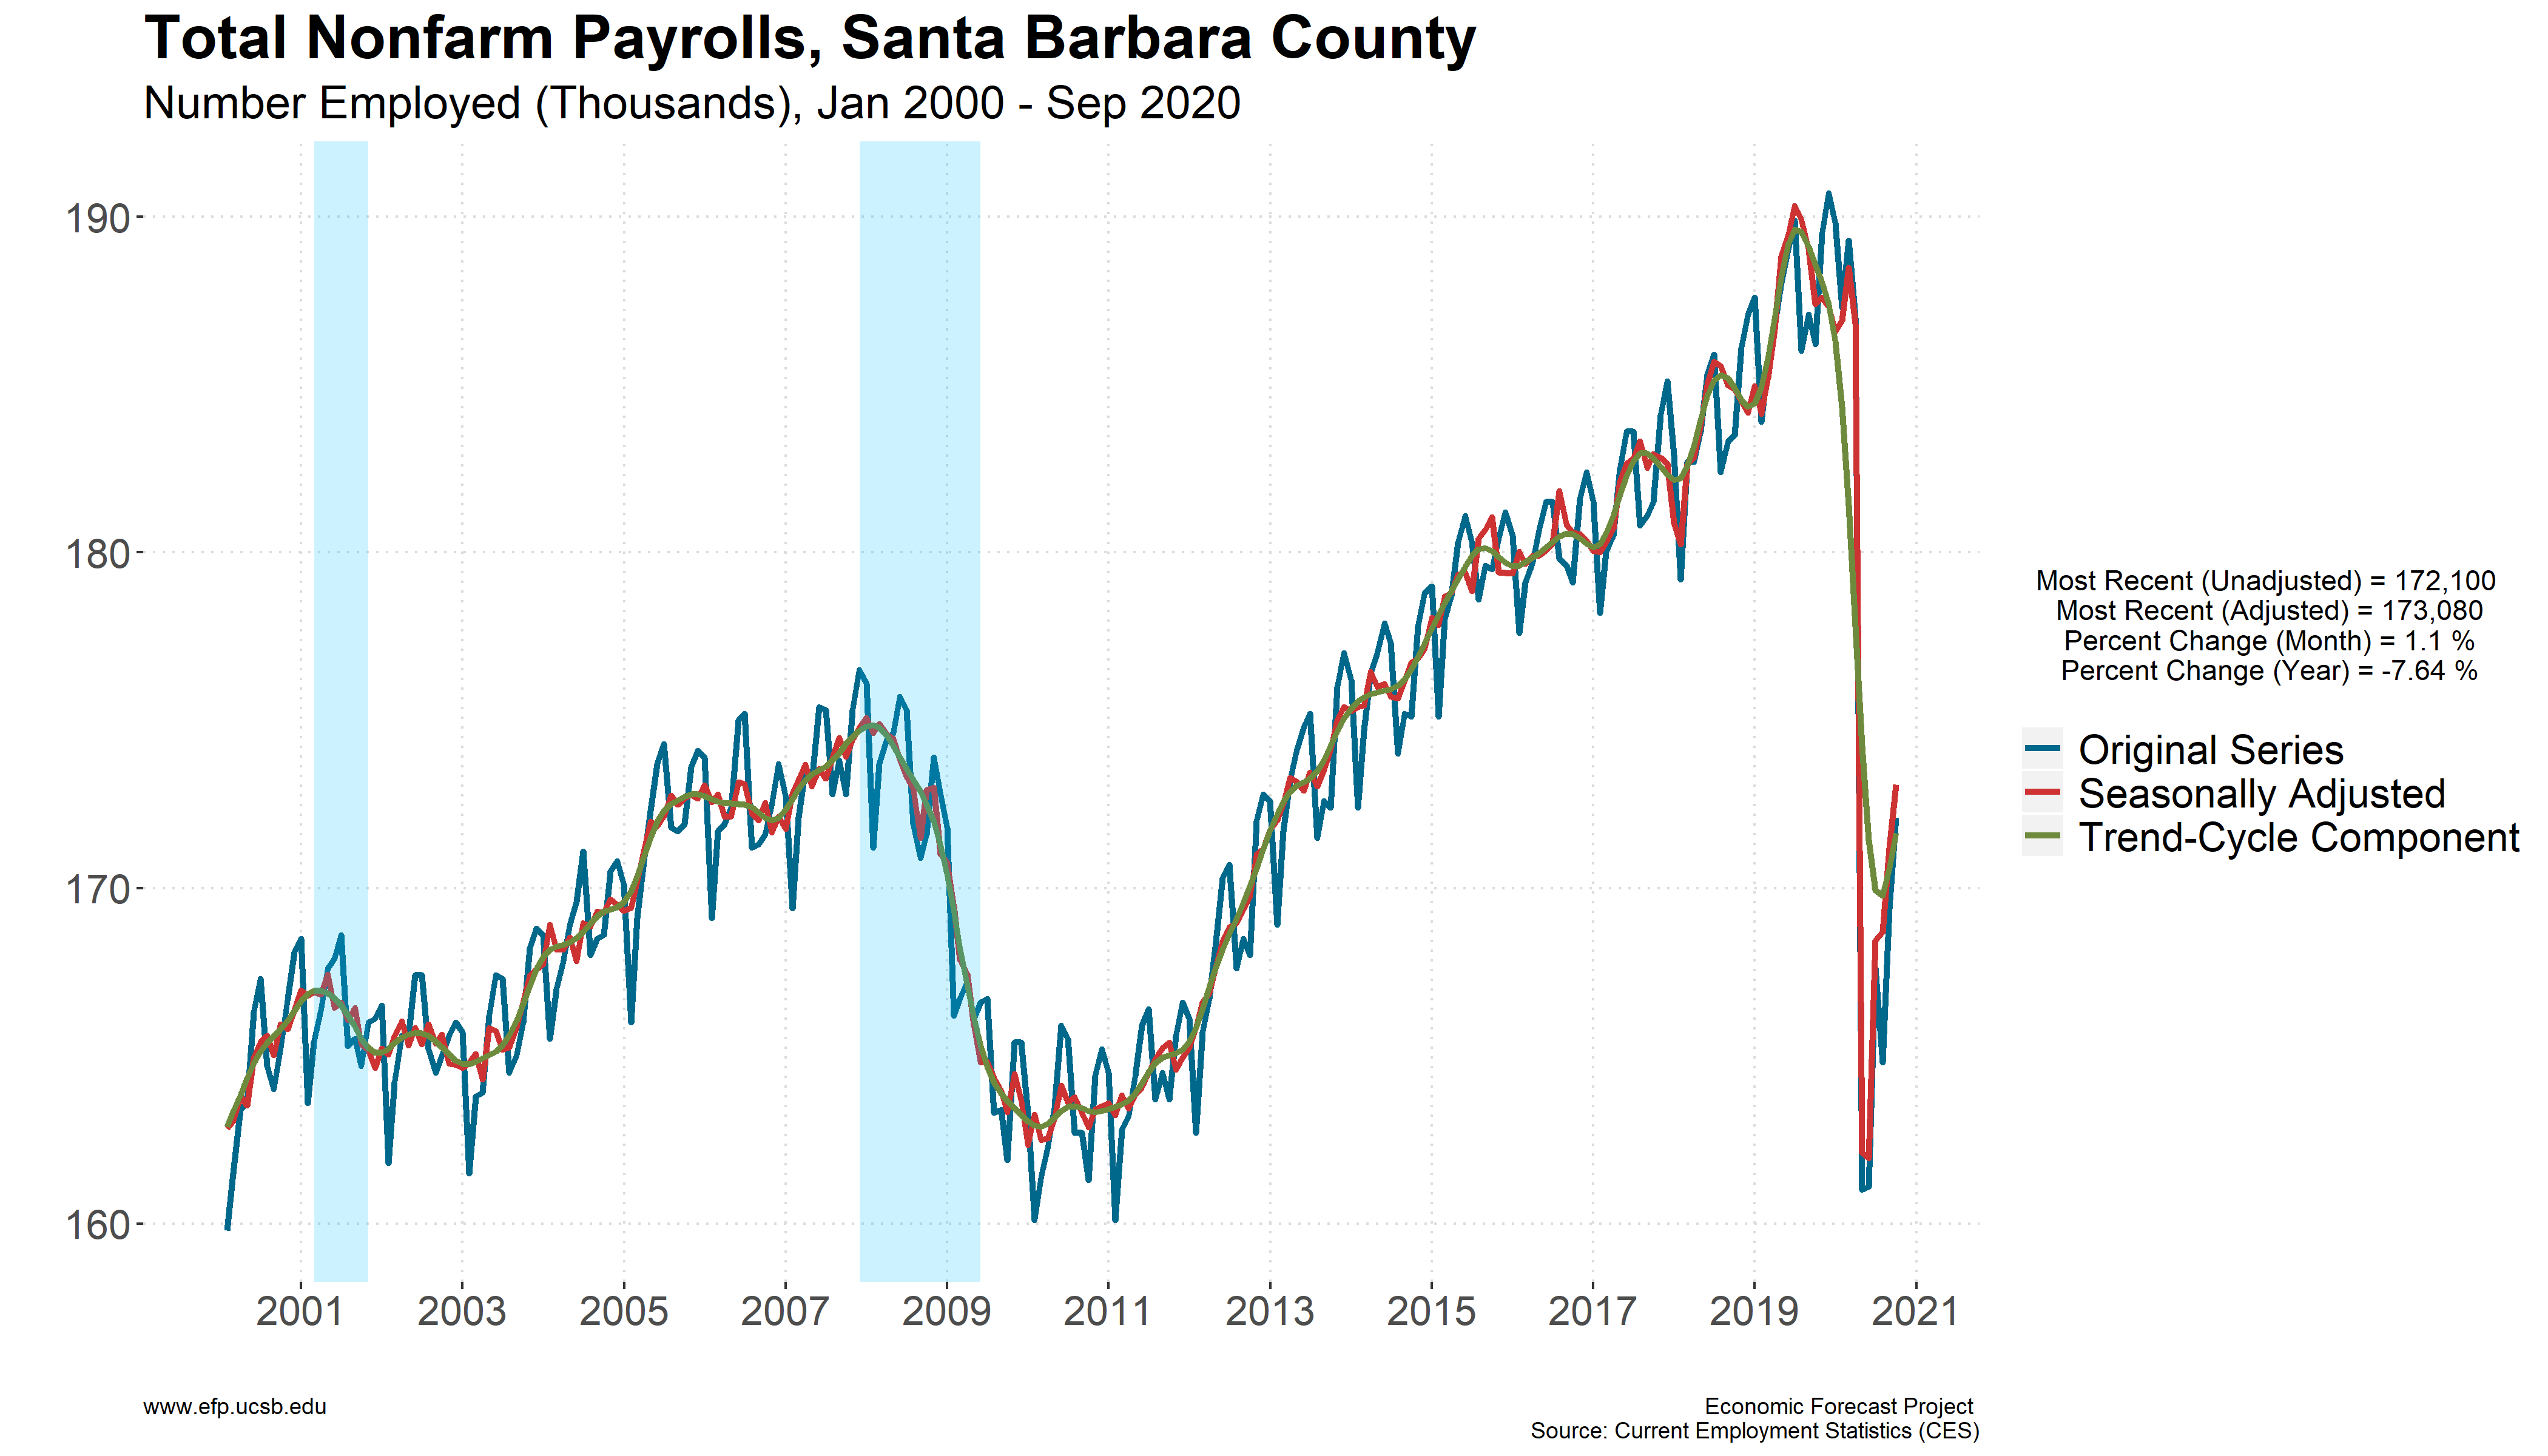 Total Nonfarm Payrolls, Santa Barbara County
Number Employed (Thousands), Jan 2000 - Sep 2020
190
180
170
160
2001 2003 2005 2007 2009 2011 2013 2015 2017 2019 2021
Most Recent (Unadjusted) = 172,100
Most Recent (Adjusted) = 173,080
Percent Change (Month) = 1.1 %
Percent Change (Year) = -7.64 %
Original Series
Seasonally Adjusted
Trend-Cycle Component
www.efp.ucsb.edu
Economic Forecast Project
Source: Current Employment Statistics (CES)